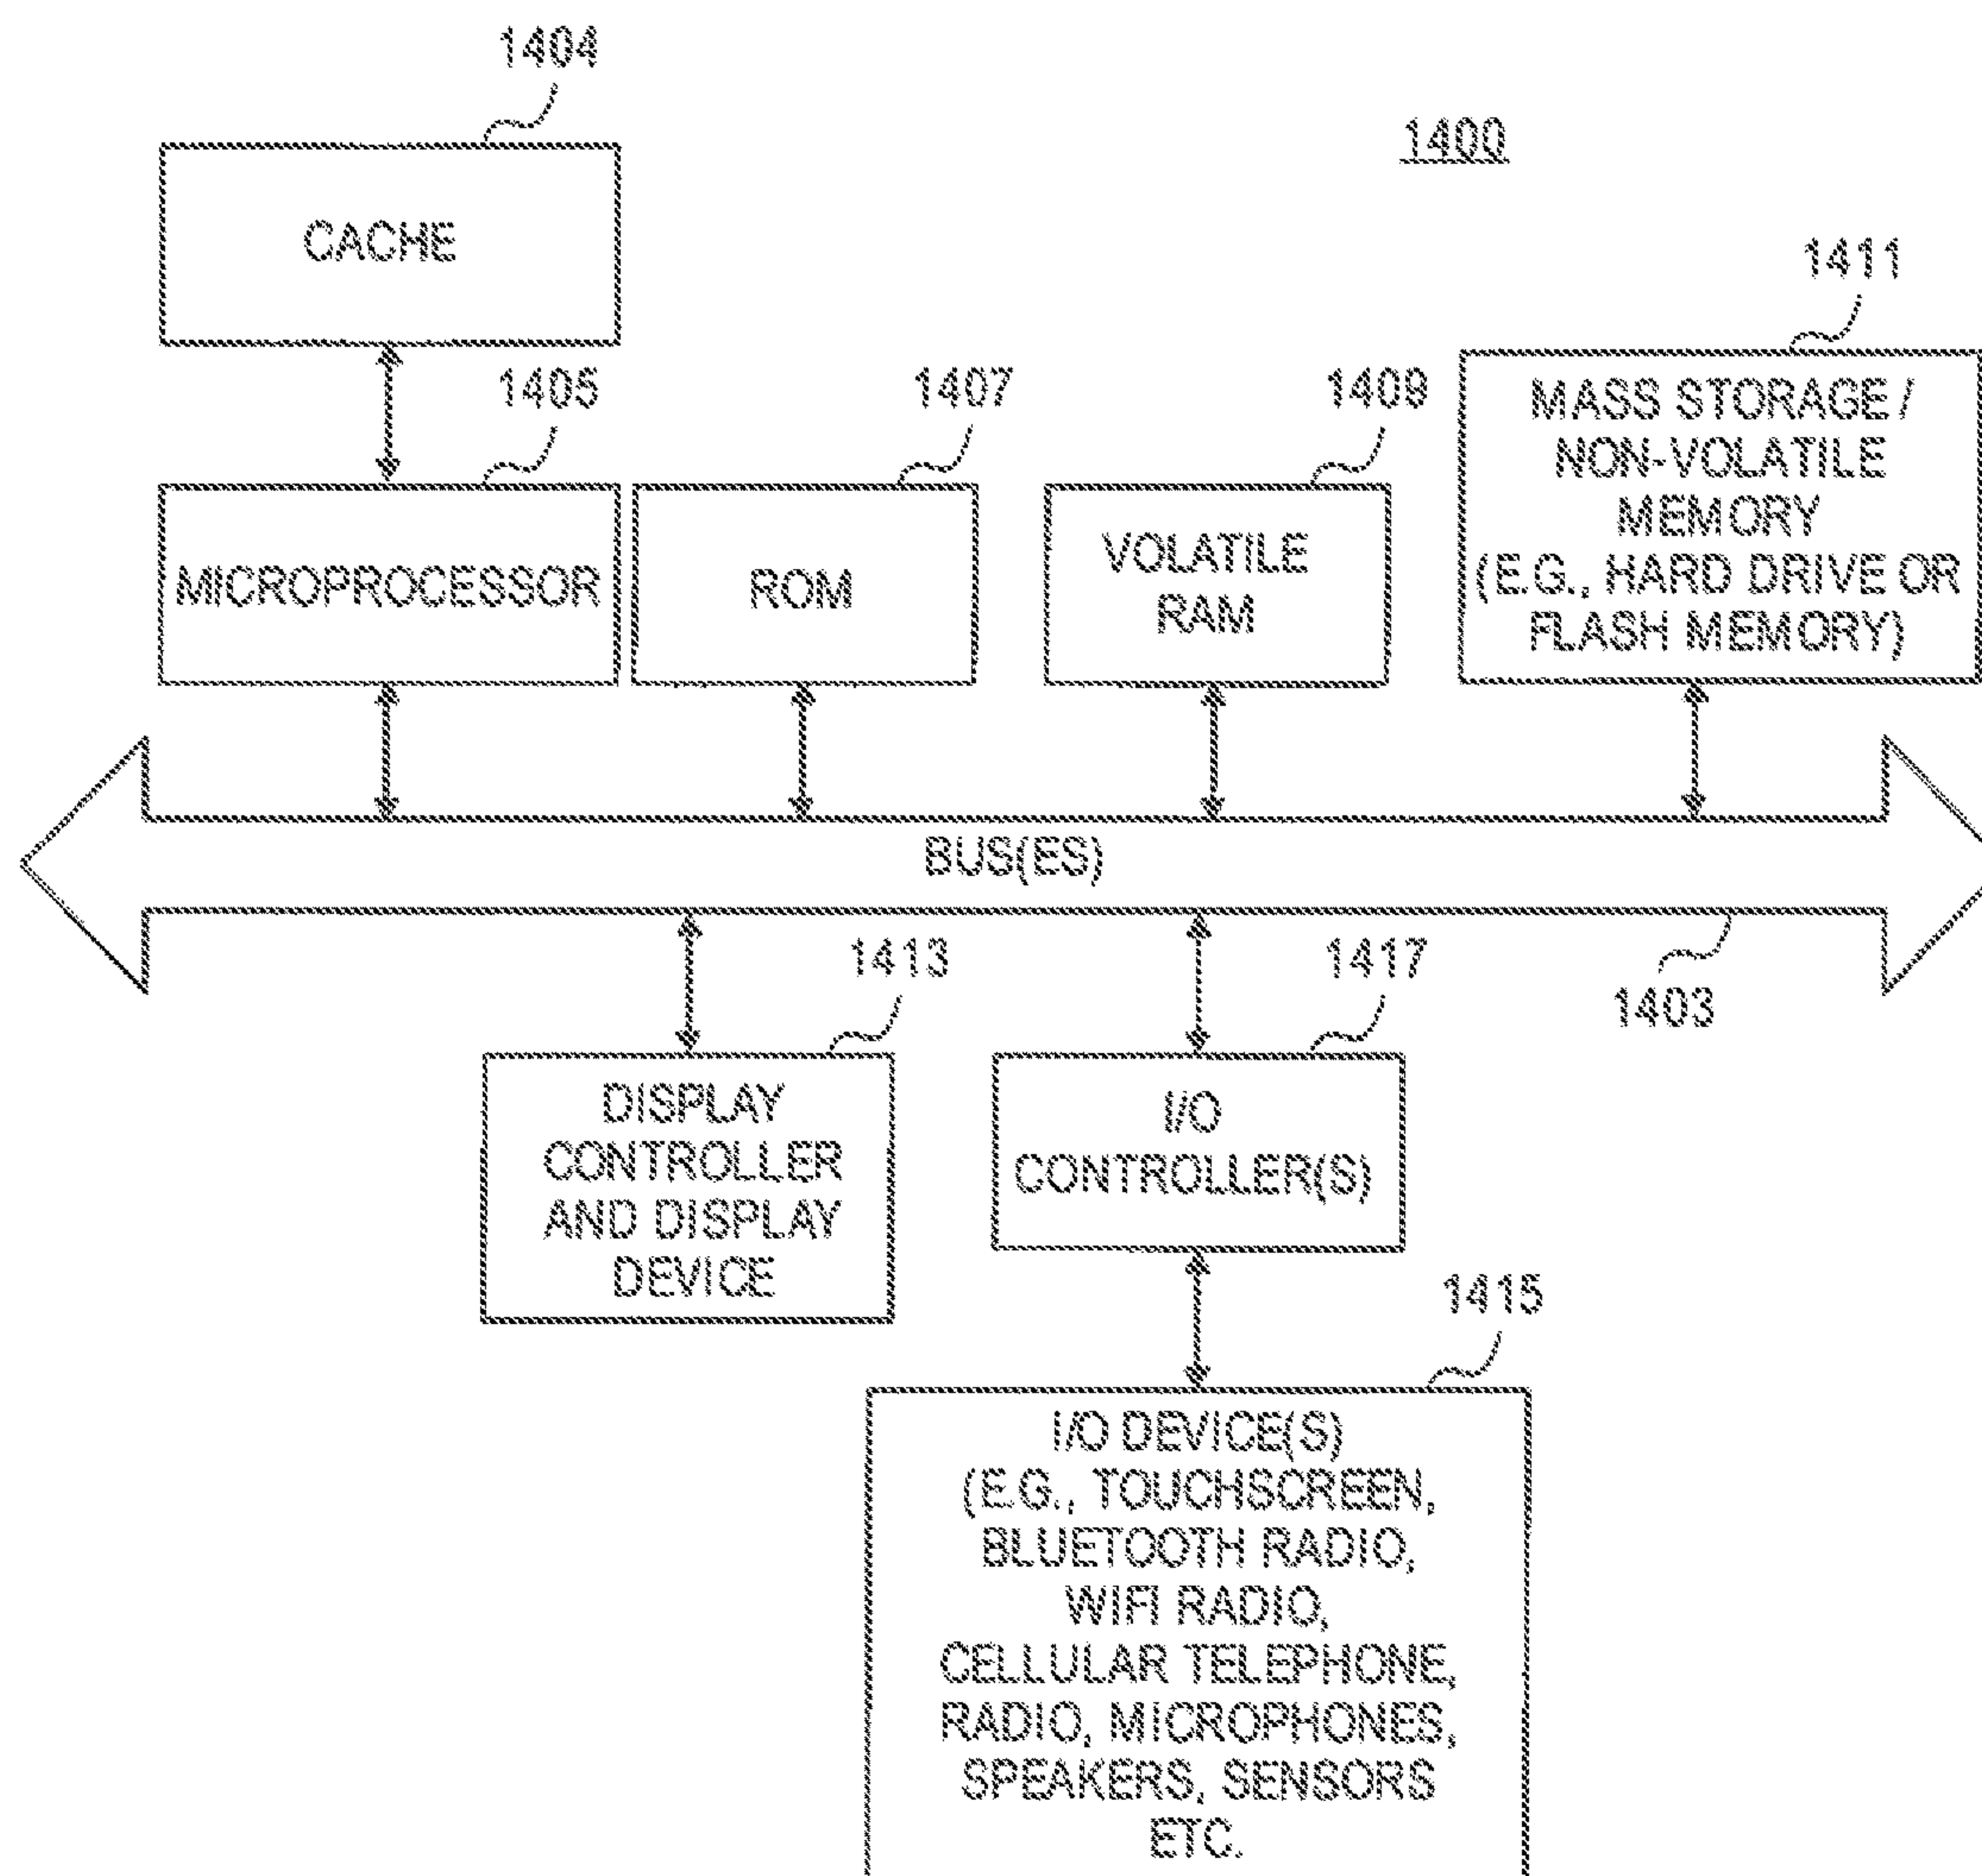 1404
1400
CACHE
1411
1405
1407
1409
MASS STORAGE /
NON-VOLATILE
MEMORY
(E.G., HARD DRIVE OR
FLASH MEMORY)
MICROPROCESSOR
ROM
VOLATILE
RAM
BUS(ES)
1413
1417
1403
DISPLAY
CONTROLLER
AND DISPLAY
DEVICE
I/O
CONTROLLER(S)
1415
I/O DEVICE(S)
(E.G., TOUCHSCREEN,
BLUETOOTH RADIO,
WIFI RADIO,
CELLULAR TELEPHONE,
RADIO, MICROPHONES,
SPEAKERS, SENSORS
ETC.